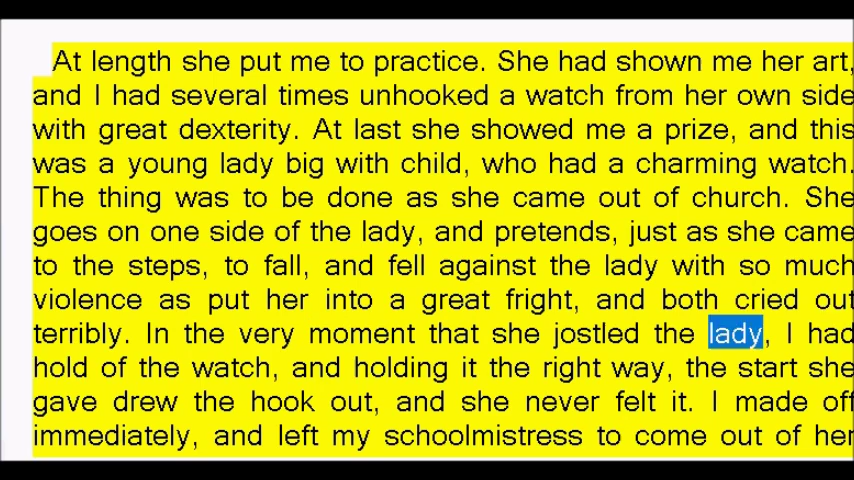 At length she put me to practice. She had shown me her art,
and I had several times unhooked a watch from her own side
with great dexterity. At last she showed me a prize, and this
was a young lady big with child, who had a charming watch.
The thing was to be done as she came out of church. She
goes on one side of the lady, and pretends, just as she came
to the steps, to fall, and fell against the lady with so much
violence as put her into a great fright, and both cried out
terribly. In the very moment that she jostled the lady, I had
hold of the watch, and holding it the right way, the start she
gave drew the hook out, and she never felt it. I made off
immediately, and left my schoolmistress to come out of her